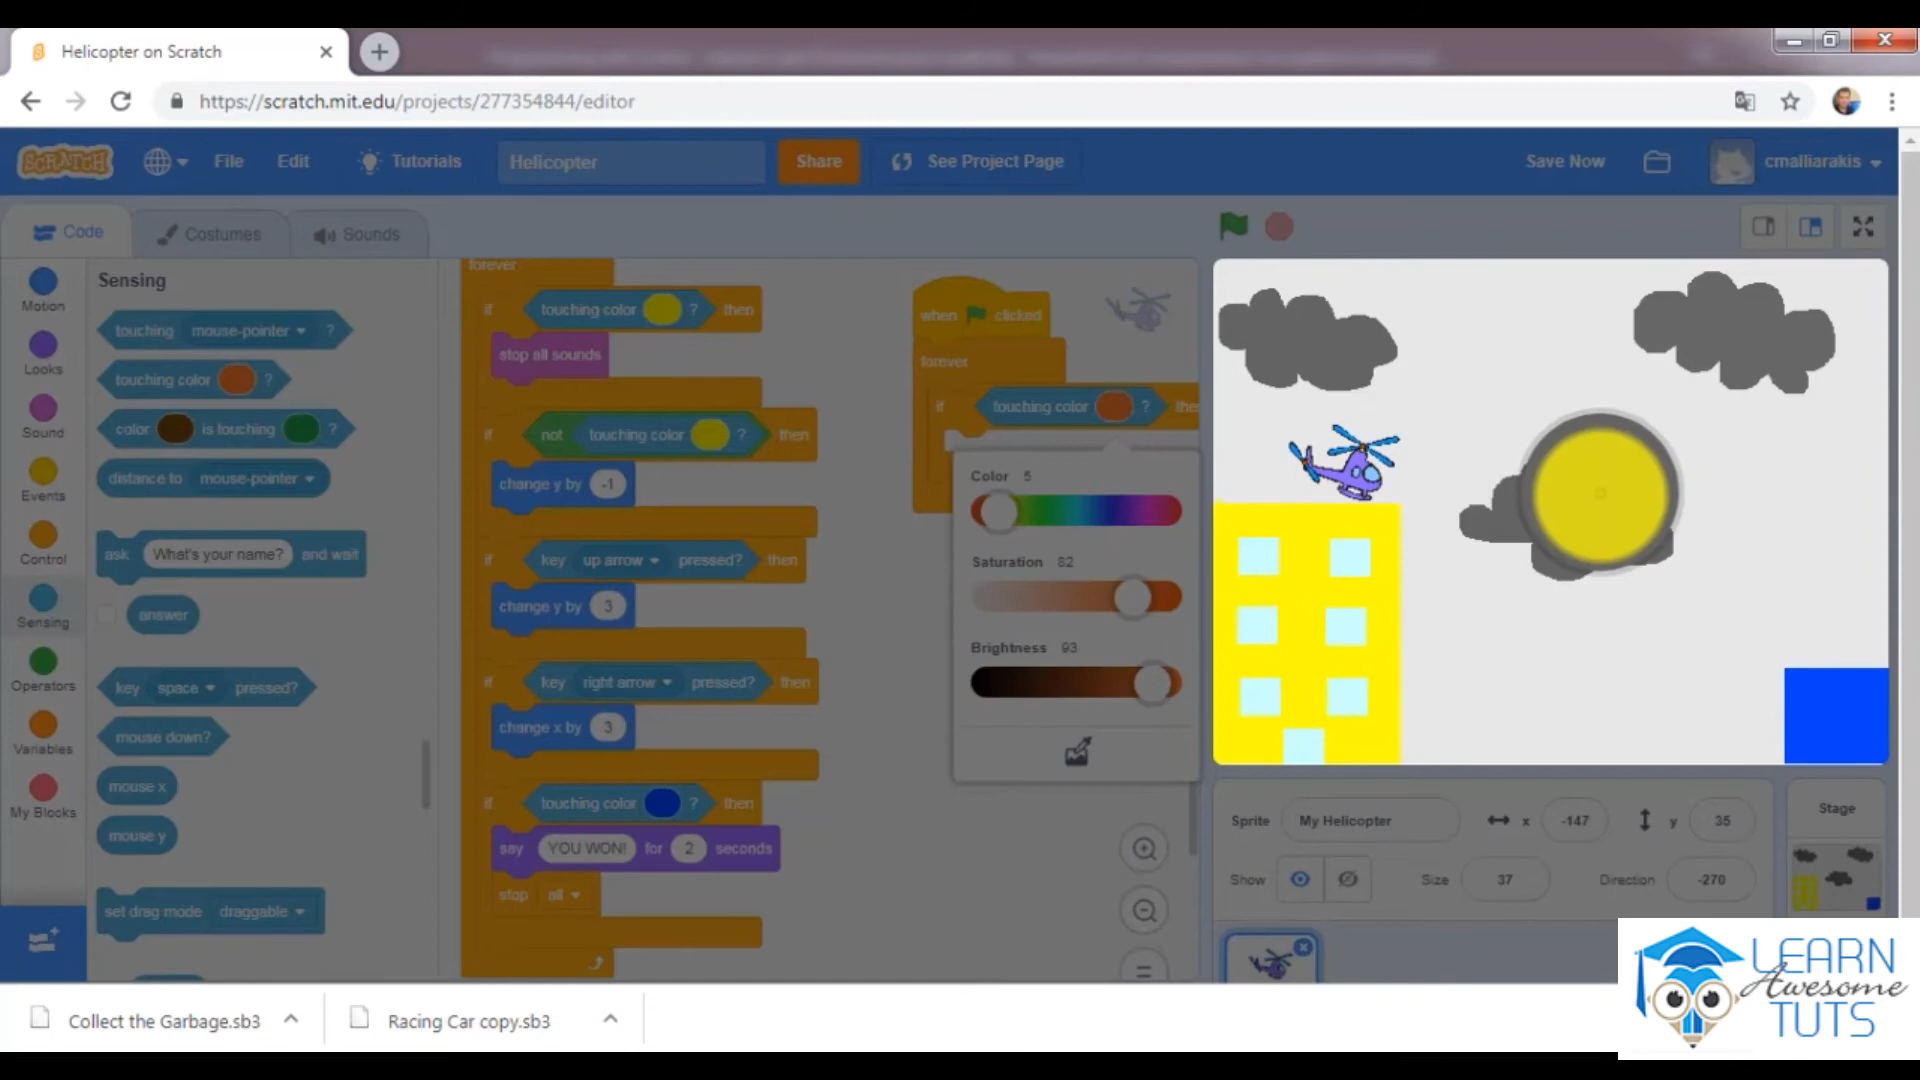 Helicopter on Scratch
https://scratch.mit.edu/projects/277354844/editor
SCRATCH
File
Edit
Tutorials
Helicopter
Share
See Project Page
Save Now
cmalliarakis
Code
Costumes
Sounds
Motion
Looks
Sound
Events
Control
Sensing
Operators
Variables
My Blocks
Sensing
touching mouse-pointer ?
touching color ?
color is touching ?
distance to mouse-pointer
ask What's your name? and wait
answer
key space pressed?
mouse down?
mouse x
mouse y
set drag mode draggable
forever
if touching color ? then
stop all sounds
if not touching color ? then
change y by -1
if key up arrow pressed? then
change y by 3
if key right arrow pressed? then
change x by 3
if touching color ? then
say YOU WON! for 2 seconds
stop all
when clicked
forever
if touching color ? then
Color 5
Saturation 82
Brightness 93
Sprite My Helicopter x -147 y 35
Show Size 37 Direction -270
Stage
Collect the Garbage.sb3
Racing Car copy.sb3
LEARN
Awesome
TUTS